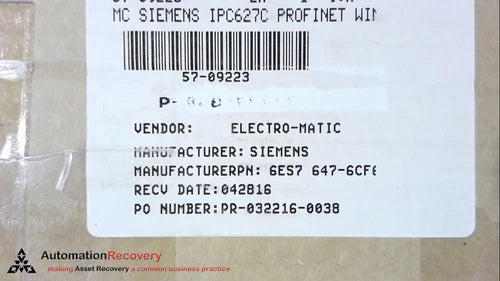 MC SIEMENS IPC627C PROFINET WIN
57-09223
VENDOR: ELECTRO-MATIC
MANUFACTURER: SIEMENS
MANUFACTURERPN: 6ES7 647-6CF6
RECV DATE:042816
PO NUMBER:PR-032216-0038
AutomationRecovery
making Asset Recovery a common business practice